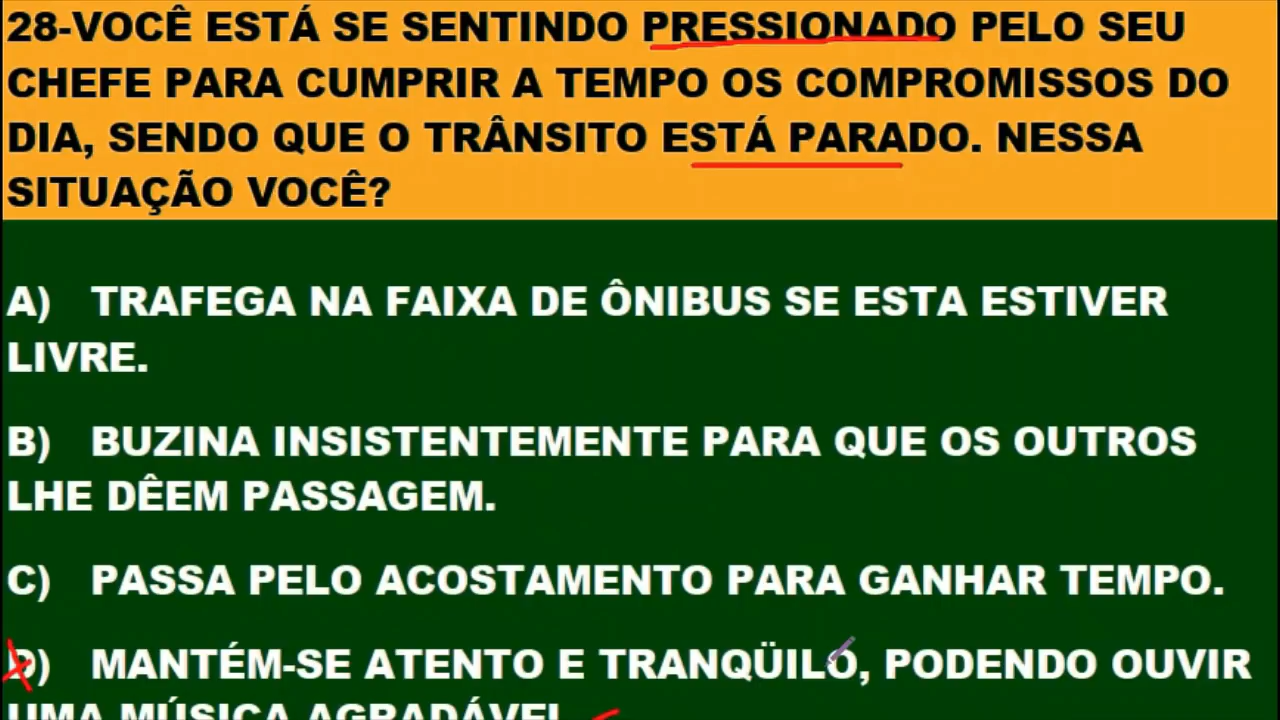 28-VOCÊ ESTÁ SE SENTINDO PRESSIONADO PELO SEU
CHEFE PARA CUMPRIR A TEMPO OS COMPROMISSOS DO
DIA, SENDO QUE O TRÂNSITO ESTÁ PARADO. NESSA
SITUAÇÃO VOCÊ?
A) TRAFEGA NA FAIXA DE ÔNIBUS SE ESTA ESTIVER
LIVRE.
B) BUZINA INSISTENTEMENTE PARA QUE OS OUTROS
LHE DÊEM PASSAGEM.
C) PASSA PELO ACOSTAMENTO PARA GANHAR TEMPO.
D) MANTÉM-SE ATENTO E TRANQÜILO, PODENDO OUVIR
UMA MÚSICA AGRADÁVEL